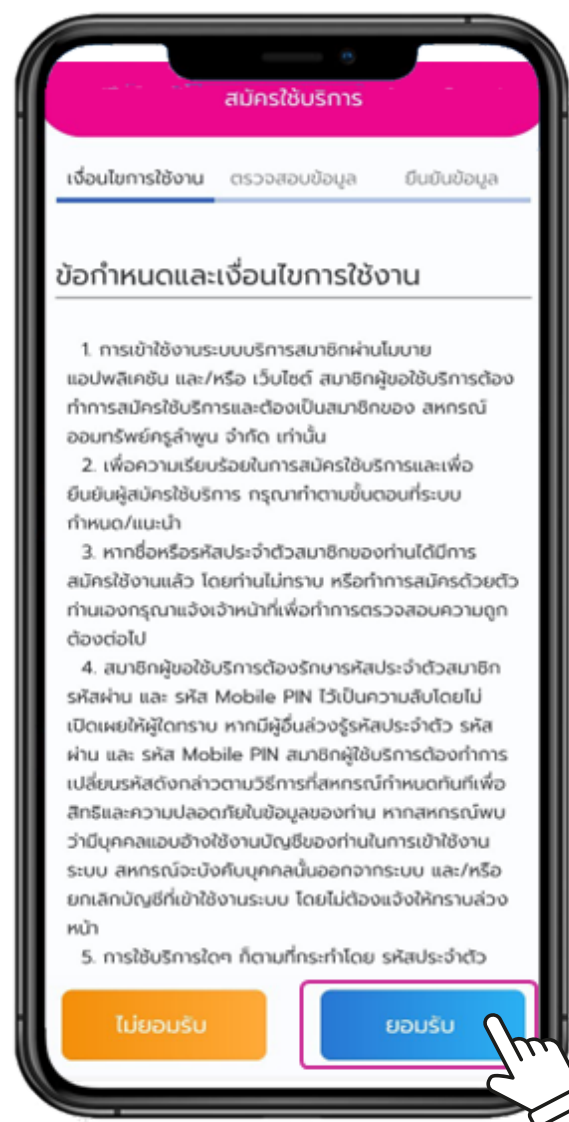 สมัครใช้บริการ
เงื่อนไขการใช้งาน ตรวจสอบข้อมูล ยืนยันข้อมูล
ข้อกำหนดและเงื่อนไขการใช้งาน
1. การเข้าใช้งานระบบบริการสมาชิกผ่านโมบาย
แอปพลิเคชัน และ/หรือ เว็บไซต์ สมาชิกผู้ขอใช้บริการต้อง
ทำการสมัครใช้บริการและต้องเป็นสมาชิกของ สหกรณ์
ออมทรัพย์ครูลำพูน จำกัด เท่านั้น
2. เพื่อความเรียบร้อยในการสมัครใช้บริการและเพื่อ
ยืนยันผู้สมัครใช้บริการ กรุณาทำตามขั้นตอนที่ระบบ
กำหนด/แนะนำ
3. หากชื่อหรือรหัสประจำตัวสมาชิกของท่านได้มีการ
สมัครใช้งานแล้ว โดยท่านไม่ทราบ หรือทำการสมัครด้วยตัว
ท่านเองกรุณาแจ้งเจ้าหน้าที่เพื่อทำการตรวจสอบความถูก
ต้องต่อไป
4. สมาชิกผู้ขอใช้บริการต้องรักษารหัสประจำตัวสมาชิก
รหัสผ่าน และ รหัส Mobile PIN ไว้เป็นความลับโดยไม่
เปิดเผยให้ผู้ใดทราบ หากมีผู้อื่นล่วงรู้รหัสประจำตัว รหัส
ผ่าน และ รหัส Mobile PIN สมาชิกผู้ใช้บริการต้องทำการ
เปลี่ยนรหัสดังกล่าวตามวิธีการที่สหกรณ์กำหนดทันทีเพื่อ
สิทธิและความปลอดภัยในข้อมูลของท่าน หากสหกรณ์พบ
ว่ามีบุคคลแอบอ้างใช้งานบัญชีของท่านในการเข้าใช้งาน
ระบบ สหกรณ์จะบังคับบุคคลนั้นออกจากระบบ และ/หรือ
ยกเลิกบัญชีที่เข้าใช้งานระบบ โดยไม่ต้องแจ้งให้ทราบล่วง
หน้า
5. การใช้บริการใดๆ ก็ตามที่กระทำโดย รหัสประจำตัว
ไม่ยอมรับ ยอมรับ